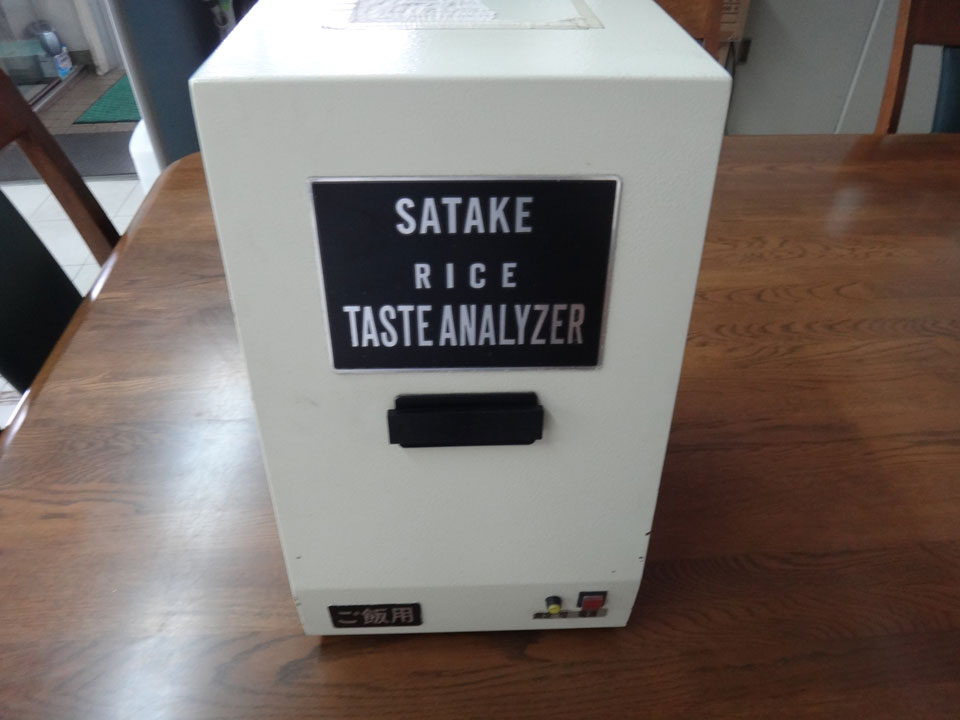 SATAKE
RICE
TASTE ANALYZER
ご飯用